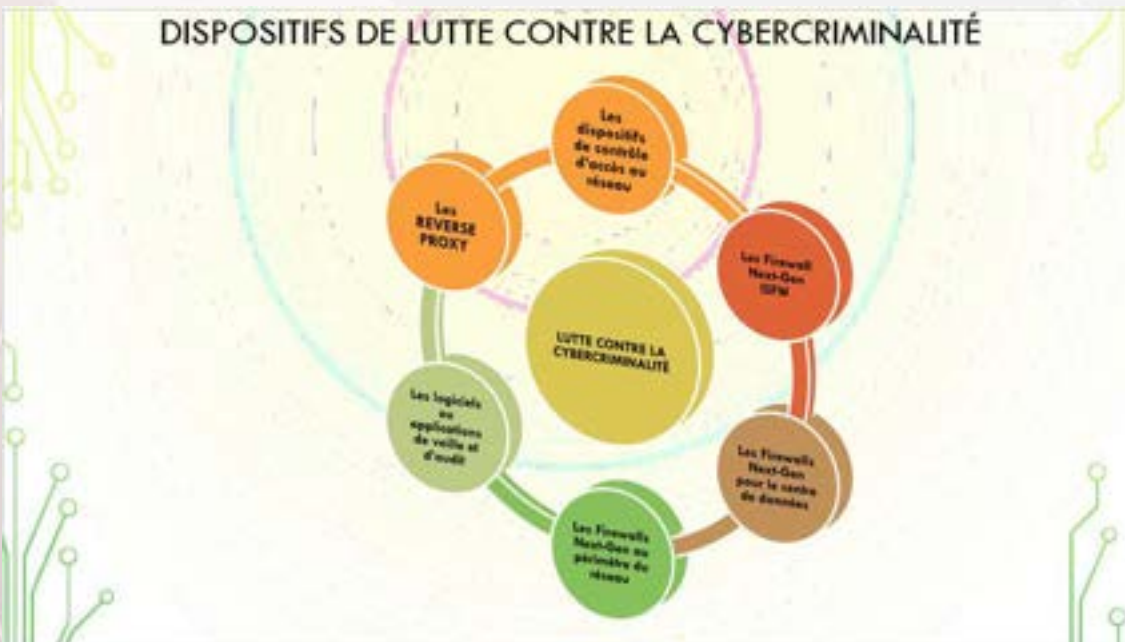 DISPOSITIFS DE LUTTE CONTRE LA CYBERCRIMINALITÉ
Les
dispositifs
de contrôle
d'accès au
réseau
Les Firewall
Next-Gen
ISFW
Les Firewalls
Next-Gen
pour le centre
de données
Les Firewalls
Next-Gen au
périmètre du
réseau
Les logiciels
ou
applications
de veille et
d'audit
Les
REVERSE
PROXY
LUTTE CONTRE LA
CYBERCRIMINALITÉ